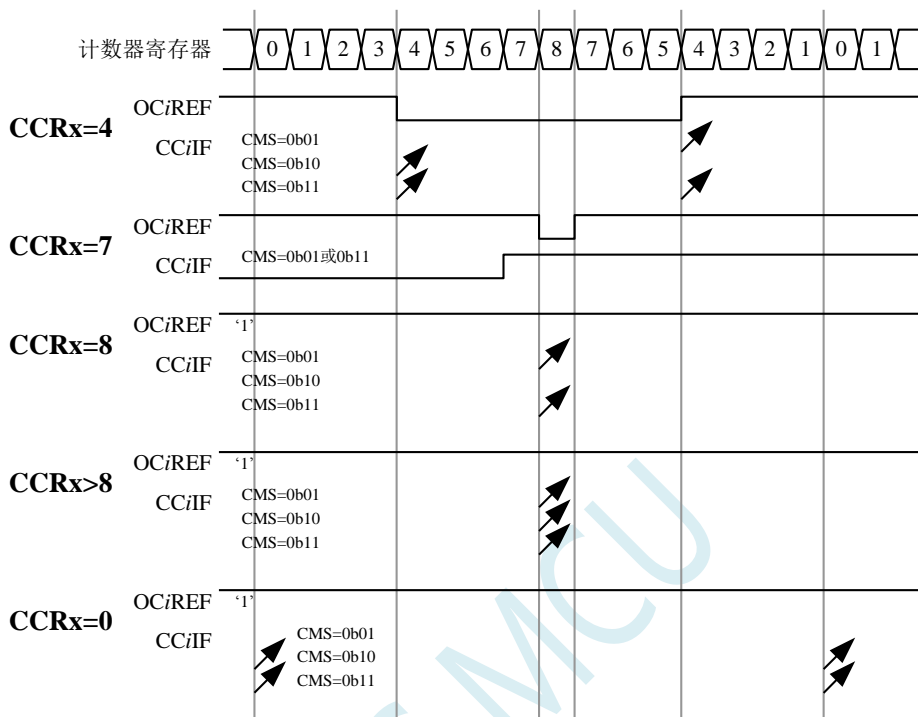 计数器寄存器 0 1 2 3 4 5 6 7 8 7 6 5 4 3 2 1 0 1
CCRx=4
OCiREF
CCiIF
CMS=0b01
CMS=0b10
CMS=0b11
CCRx=7
OCiREF
CCiIF
CMS=0b01或0b11
CCRx=8
OCiREF
‘1’
CCiIF
CMS=0b01
CMS=0b10
CMS=0b11
CCRx>8
OCiREF
‘1’
CCiIF
CMS=0b01
CMS=0b10
CMS=0b11
CCRx=0
OCiREF
‘1’
CCiIF
CMS=0b01
CMS=0b10
CMS=0b11
MCU